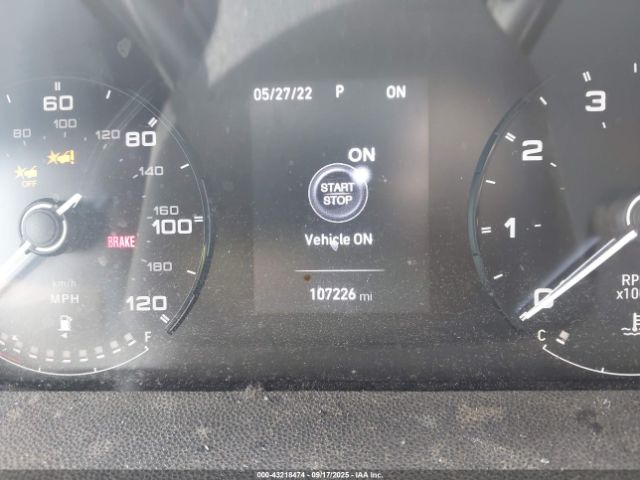 05/27/22 P ON
60 80 100 120
80 100 120 140 160 180
OFF
BRAKE
km/h
MPH
F
ON
START
STOP
Vehicle ON
107226 mi
3
2
1
0
C
000-43218474 (09/17/2025) IAA Inc.